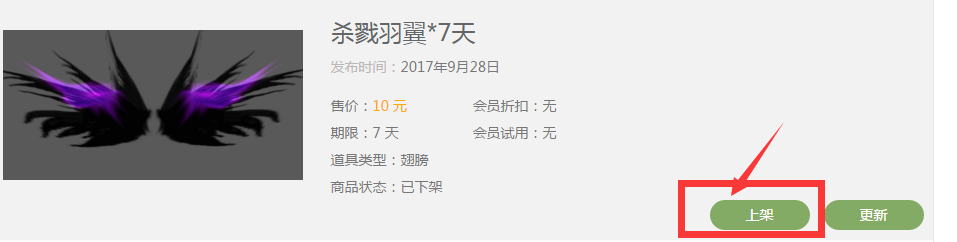 杀戮羽翼*7天
发布时间：2017年9月28日
售价：10 元 会员折扣：无
期限：7 天 会员试用：无
道具类型：翅膀
商品状态：已下架
上架 更新